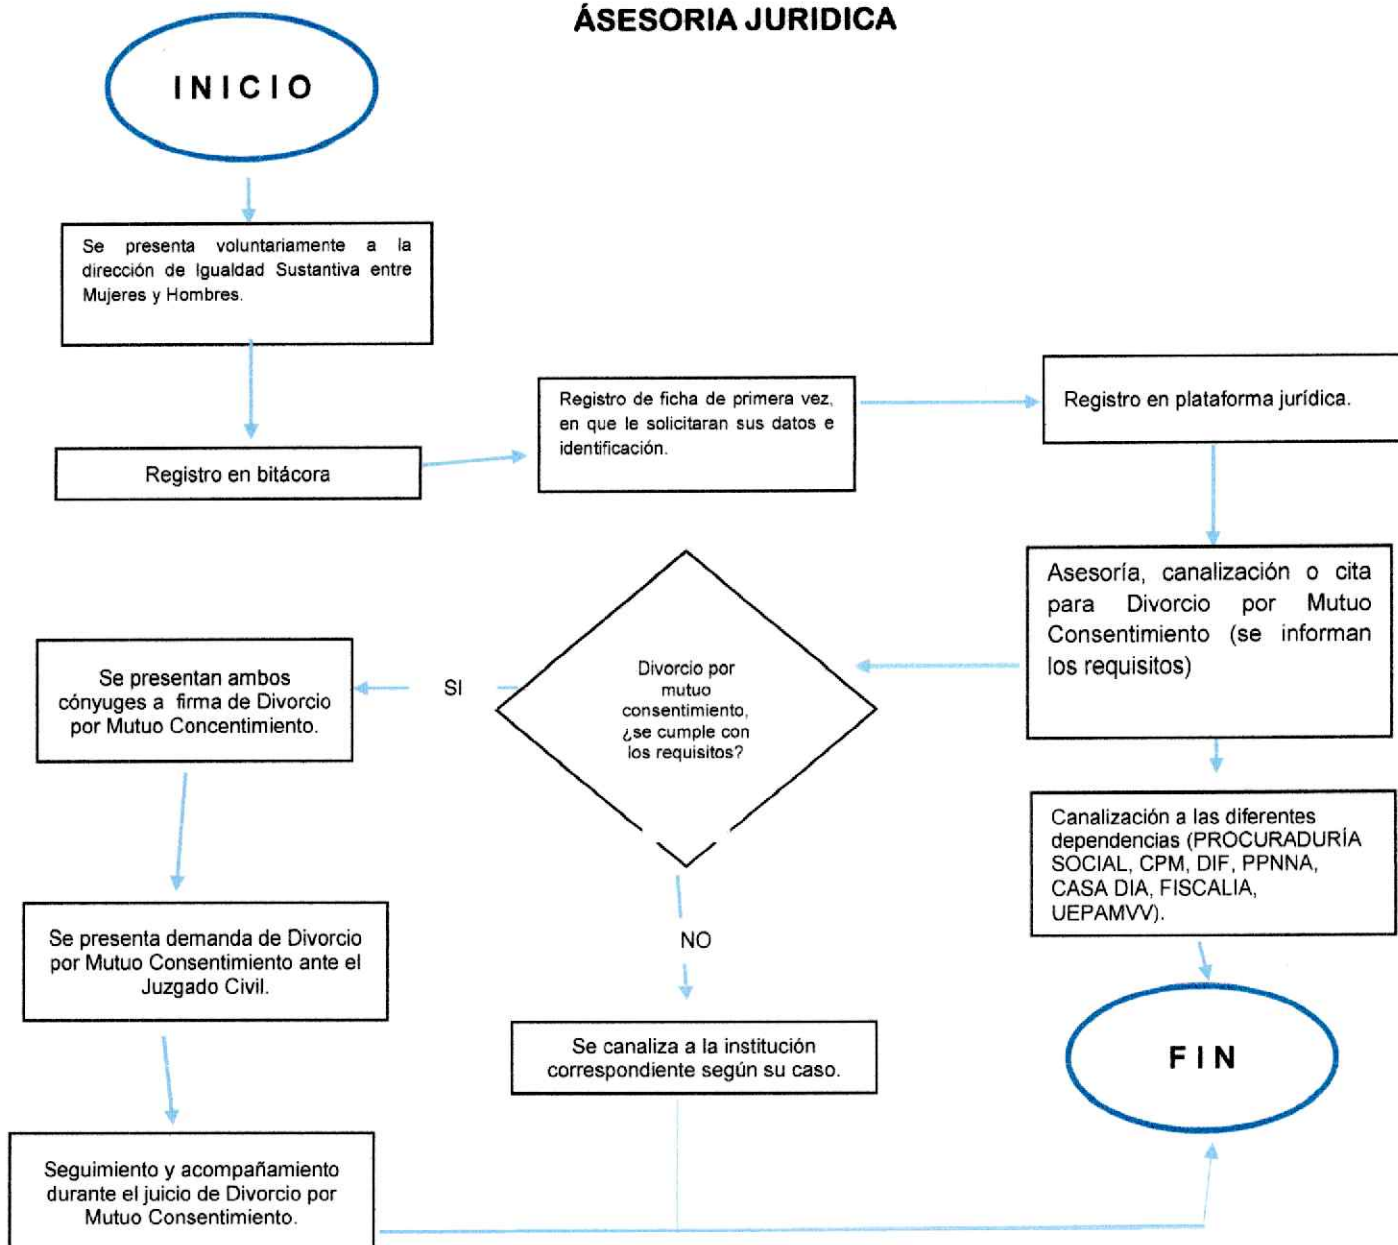 ÁSESORIA JURIDICA
INICIO
Se presenta voluntariamente a la
dirección de Igualdad Sustantiva entre
Mujeres y Hombres.
Registro en bitácora
Registro de ficha de primera vez,
en que le solicitaran sus datos e
identificación.
Registro en plataforma jurídica.
Asesoría, canalización o cita
para Divorcio por Mutuo
Consentimiento (se informan
los requisitos)
Divorcio por
mutuo
consentimiento,
¿se cumple con
los requisitos?
SI
Se presentan ambos
cónyuges a firma de Divorcio
por Mutuo Concentimiento.
Canalización a las diferentes
dependencias (PROCURADURÍA
SOCIAL, CPM, DIF, PPNNA,
CASA DIA, FISCALIA,
UEPAMVV).
Se presenta demanda de Divorcio
por Mutuo Consentimiento ante el
Juzgado Civil.
NO
Se canaliza a la institución
correspondiente según su caso.
FIN
Seguimiento y acompañamiento
durante el juicio de Divorcio por
Mutuo Consentimiento.